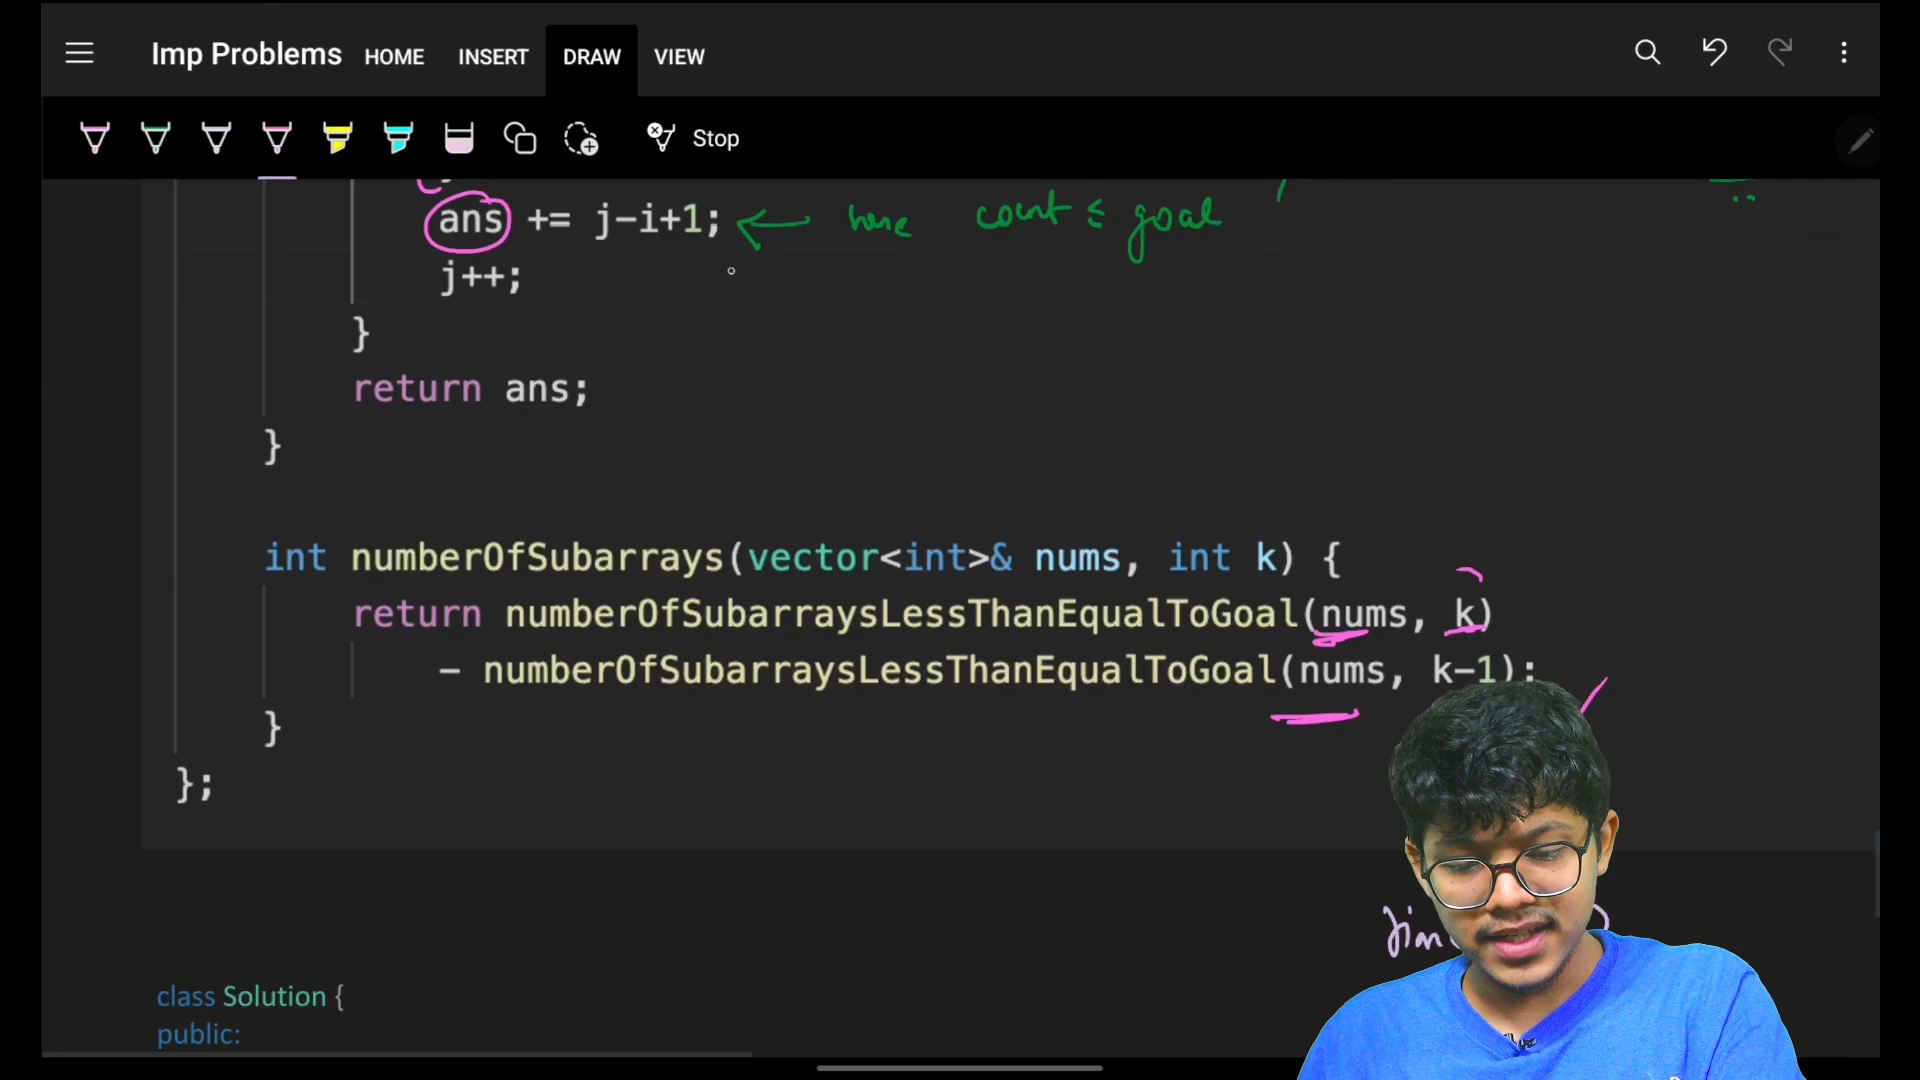 Imp Problems HOME INSERT DRAW VIEW
Stop
ans += j-i+1; here count ≤ goal
j++;
}
return ans;
}
int numberOfSubarrays(vector<int>& nums, int k) {
return numberOfSubarraysLessThanEqualToGoal(nums, k)
- numberOfSubarraysLessThanEqualToGoal(nums, k-1);
}
};
class Solution {
public: